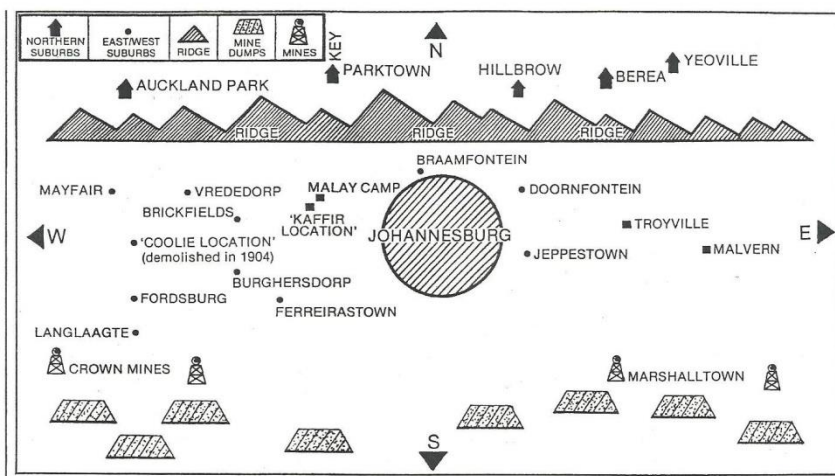 NORTHERN
SUBURBS
EAST/WEST
SUBURBS
RIDGE
MINE
DUMPS
MINES
KEY
N
AUCKLAND PARK
PARKTOWN
HILLBROW
BEREA
YEOVILLE
RIDGE
RIDGE
RIDGE
BRAAMFONTEIN
MAYFAIR
VREDEDORP
MALAY CAMP
DOORNFONTEIN
BRICKFIELDS
'KAFFIR
LOCATION'
JOHANNESBURG
TROYVILLE
W
'COOLIE LOCATION'
(demolished in 1904)
JEPPESTOWN
MALVERN
E
BURGHERSDORP
FORDSBURG
FERREIRASTOWN
LANGLAAGTE
CROWN MINES
MARSHALLTOWN
S